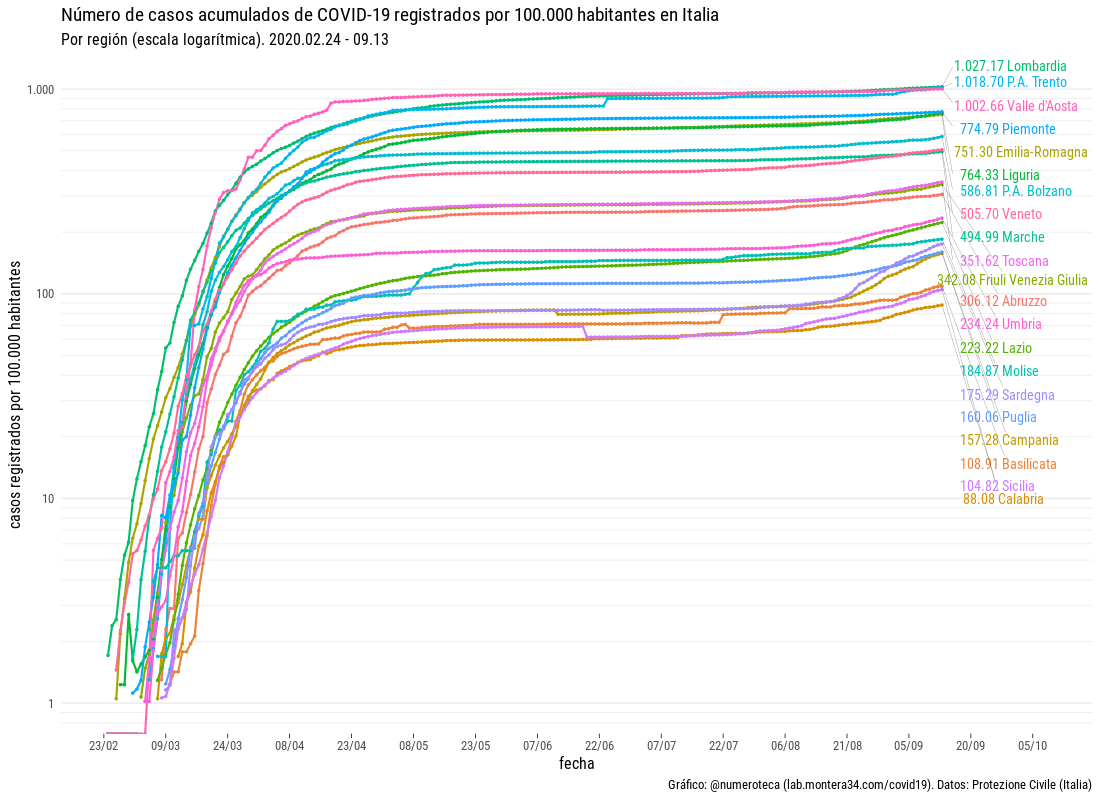 Número de casos acumulados de COVID-19 registrados por 100.000 habitantes en Italia
Por región (escala logarítmica). 2020.02.24 - 09.13
casos registrados por 100.000 habitantes
1.000
100
10
1
1.027.17 Lombardia
1.018.70 P.A. Trento
1.002.66 Valle d'Aosta
774.79 Piemonte
751.30 Emilia-Romagna
764.33 Liguria
586.81 P.A. Bolzano
505.70 Veneto
494.99 Marche
351.62 Toscana
342.08 Friuli Venezia Giulia
306.12 Abruzzo
234.24 Umbria
223.22 Lazio
184.87 Molise
175.29 Sardegna
160.06 Puglia
157.28 Campania
108.91 Basilicata
104.82 Sicilia
88.08 Calabria
23/02 09/03 24/03 08/04 23/04 08/05 23/05 07/06 22/06 07/07 22/07 06/08 21/08 05/09 20/09 05/10
fecha
Gráfico: @numeroteca (lab.montera34.com/covid19). Datos: Protezione Civile (Italia)